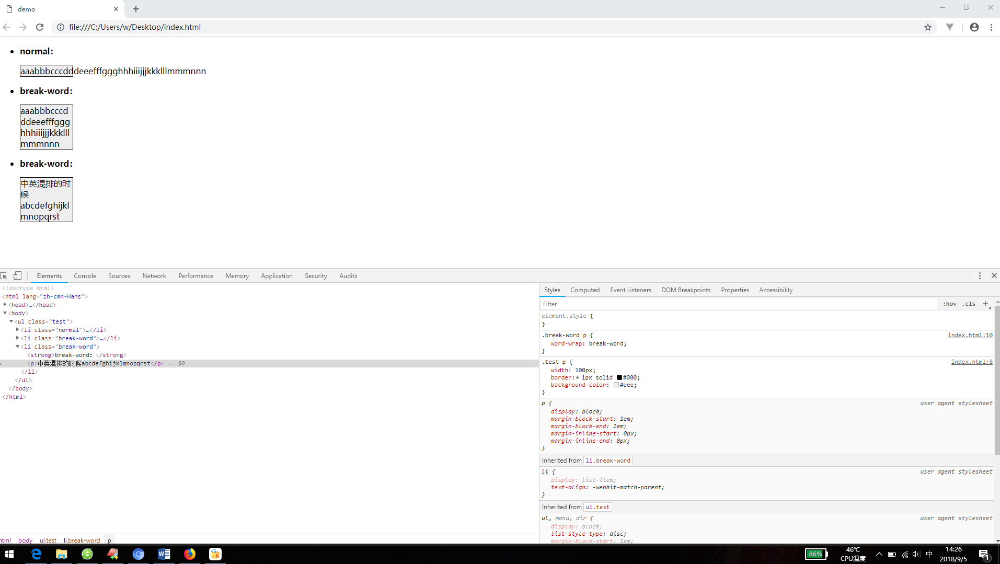 demo
file:///C:/Users/w/Desktop/index.html
normal：
aaabbbcccdddeeefffggghhhiiijjjkkklllmmmnnn
break-word：
aaabbbcccd
ddeeefffggg
hhhiiijjjkkklll
mmmnnn
break-word：
中英混排的时
候
abcdefghijkl
mnopqrst
Elements Console Sources Network Performance Memory Application Security Audits
<!doctype html>
<html lang="zh-cmn-Hans">
<head>…</head>
<body>
<ul class="test">
<li class="normal">…</li>
<li class="break-word">…</li>
<li class="break-word">
<strong>break-word：</strong>
<p>中英混排的时候abcdefghijklmnopqrst</p> == $0
</li>
</ul>
</body>
</html>
html body ul.test li.break-word p
Styles Computed Event Listeners DOM Breakpoints Properties Accessibility
Filter :hov .cls +
element.style {
}
.break-word p { index.html:10
word-wrap: break-word;
}
.test p { index.html:8
width: 100px;
border: 1px solid #000;
background-color: #eee;
}
p { user agent stylesheet
display: block;
margin-block-start: 1em;
margin-block-end: 1em;
margin-inline-start: 0px;
margin-inline-end: 0px;
}
Inherited from li.break-word
li { user agent stylesheet
display: list-item;
text-align: -webkit-match-parent;
}
Inherited from ul.test
ul, menu, dir { user agent stylesheet
display: block;
list-style-type: disc;
margin-block-start: 1em;
86%
46℃
CPU温度
中
14:26
2018/9/5
1